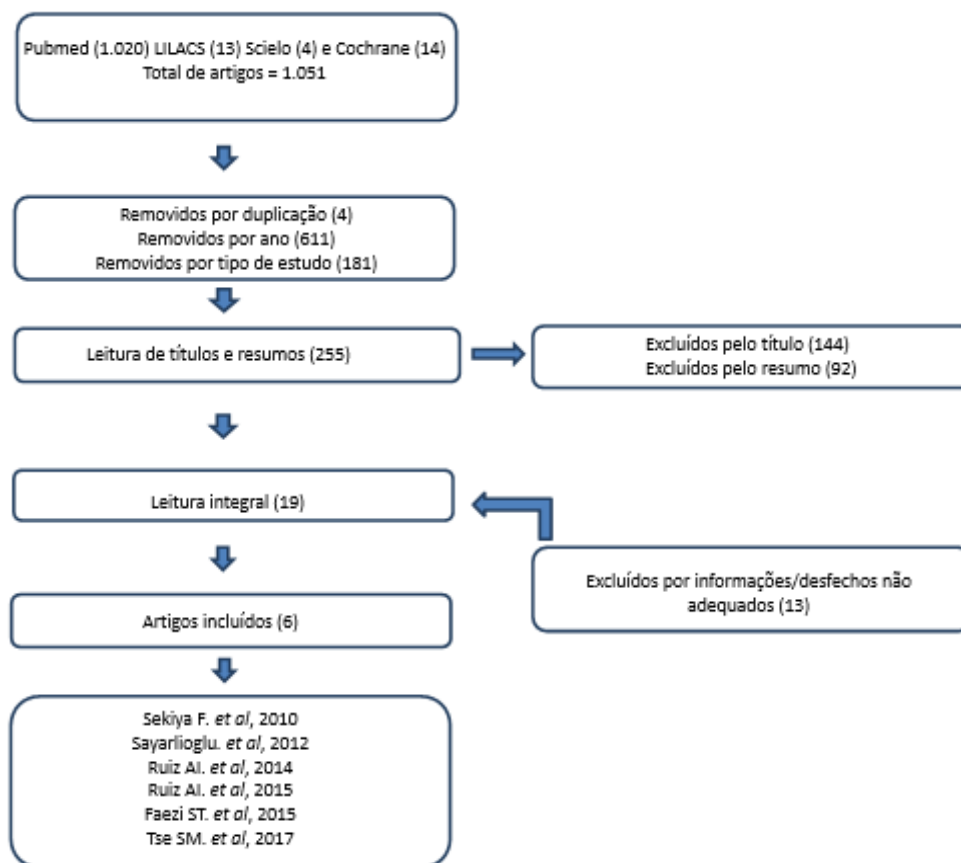 Pubmed (1.020) LILACS (13) Scielo (4) e Cochrane (14)
Total de artigos = 1.051
Removidos por duplicação (4)
Removidos por ano (611)
Removidos por tipo de estudo (181)
Leitura de títulos e resumos (255)
Excluídos pelo título (144)
Excluídos pelo resumo (92)
Leitura integral (19)
Excluídos por informações/desfechos não
adequados (13)
Artigos incluídos (6)
Sekiya F. et al, 2010
Sayarlioglu. et al, 2012
Ruiz AI. et al, 2014
Ruiz AI. et al, 2015
Faezi ST. et al, 2015
Tse SM. et al, 2017